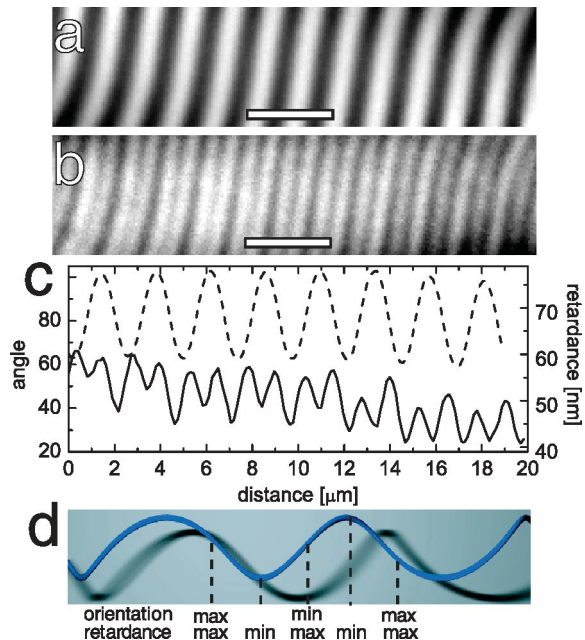 a
b
c
80
60
40
20
angle
70
60
50
40
retardance [nm]
0 2 4 6 8 10 12 14 16 18 20
distance [μm]
d
orientation max min max
retardance max min max min max